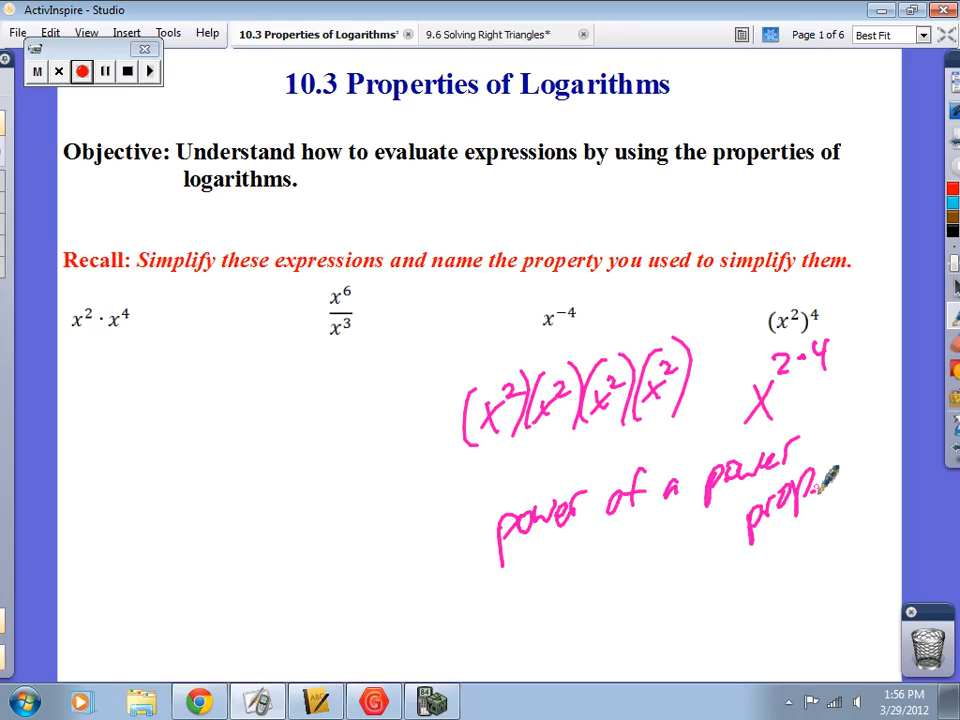 ActivInspire - Studio
File Edit View Insert Tools Help
10.3 Properties of Logarithms*
9.6 Solving Right Triangles*
Page 1 of 6
Best Fit
M
10.3 Properties of Logarithms
Objective: Understand how to evaluate expressions by using the properties of
logarithms.
Recall: Simplify these expressions and name the property you used to simplify them.
x² · x⁴
x⁶/x³
x⁻⁴
(x²)⁴
(x²)(x²)(x²)(x²)
x²·⁴
power of a power
prop.
84
1:56 PM
3/29/2012